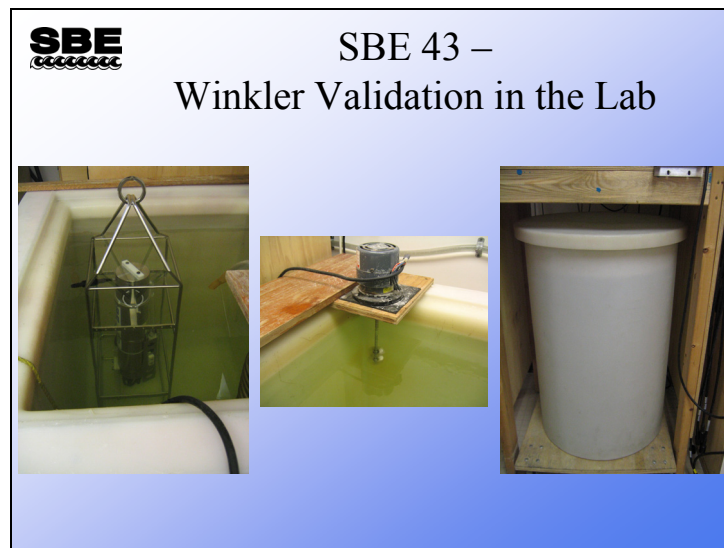 SBE
SBE 43 –
Winkler Validation in the Lab